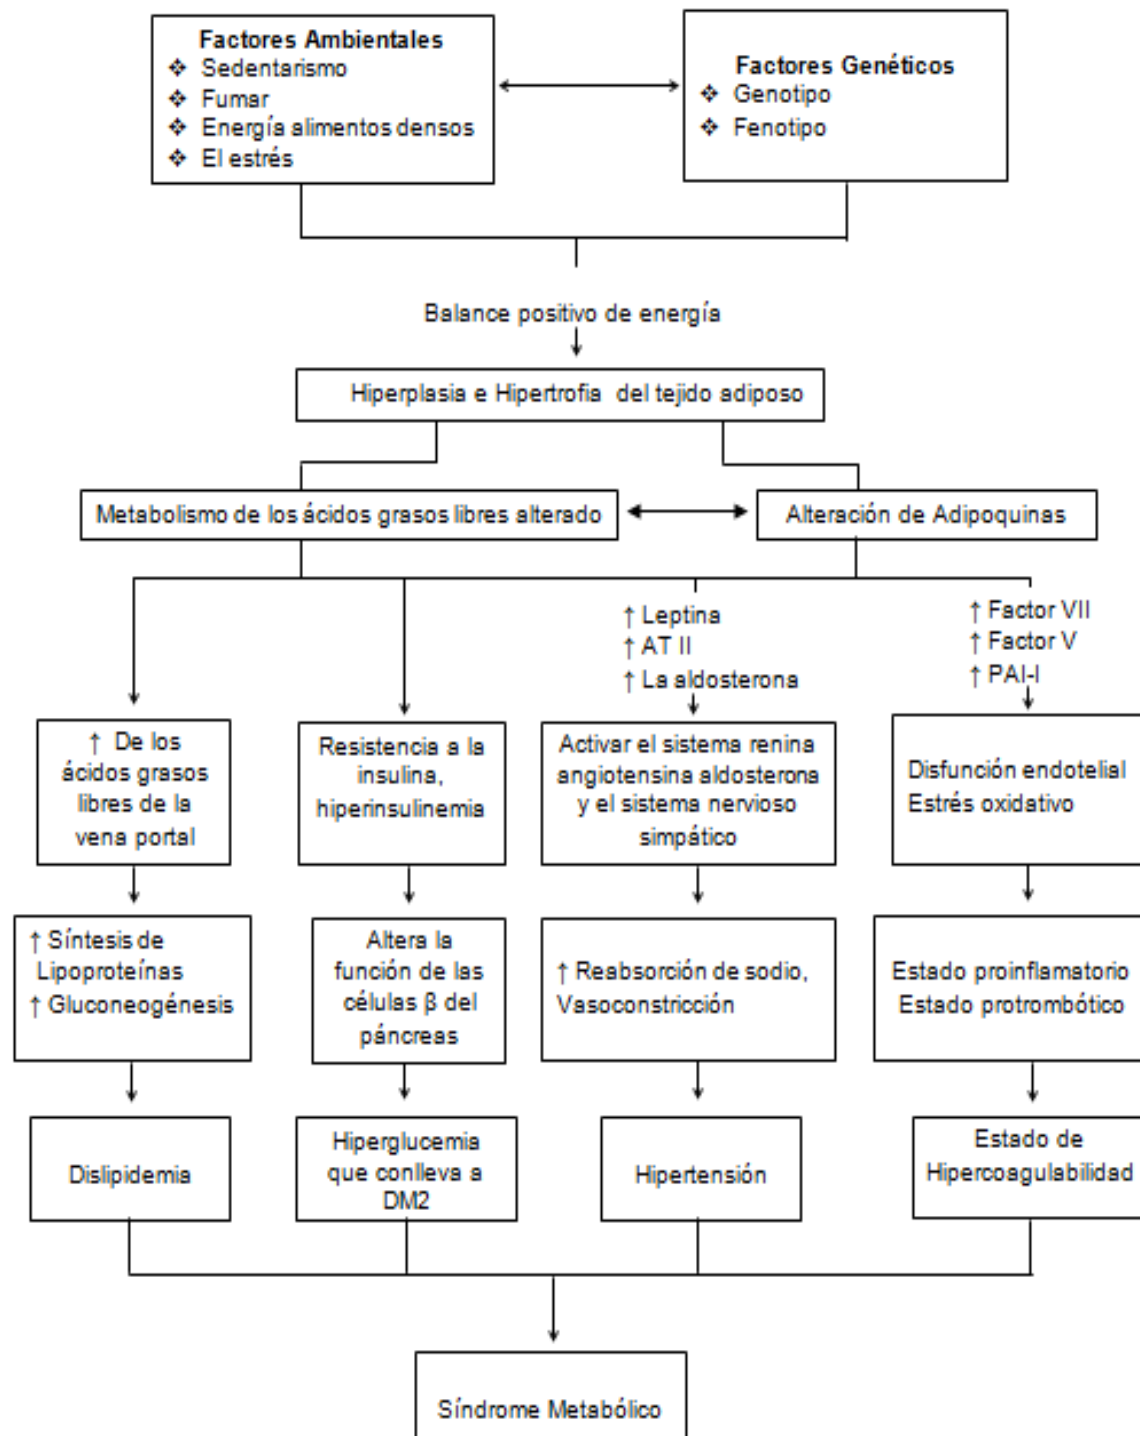 Factores Ambientales
❖ Sedentarismo
❖ Fumar
❖ Energía alimentos densos
❖ El estrés
Factores Genéticos
❖ Genotipo
❖ Fenotipo
Balance positivo de energía
Hiperplasia e Hipertrofia del tejido adiposo
Metabolismo de los ácidos grasos libres alterado
Alteración de Adipoquinas
↑ Leptina
↑ AT II
↑ La aldosterona
↑ Factor VII
↑ Factor V
↑ PAI-I
↑ De los
ácidos grasos
libres de la
vena portal
Resistencia a la
insulina,
hiperinsulinemia
Activar el sistema renina
angiotensina aldosterona
y el sistema nervioso
simpático
Disfunción endotelial
Estrés oxidativo
↑ Síntesis de
Lipoproteínas
↑ Gluconeogénesis
Altera la
función de las
células β del
páncreas
↑ Reabsorción de sodio,
Vasoconstricción
Estado proinflamatorio
Estado protrombótico
Dislipidemia
Hiperglucemia
que conlleva a
DM2
Hipertensión
Estado de
Hipercoagulabilidad
Síndrome Metabólico